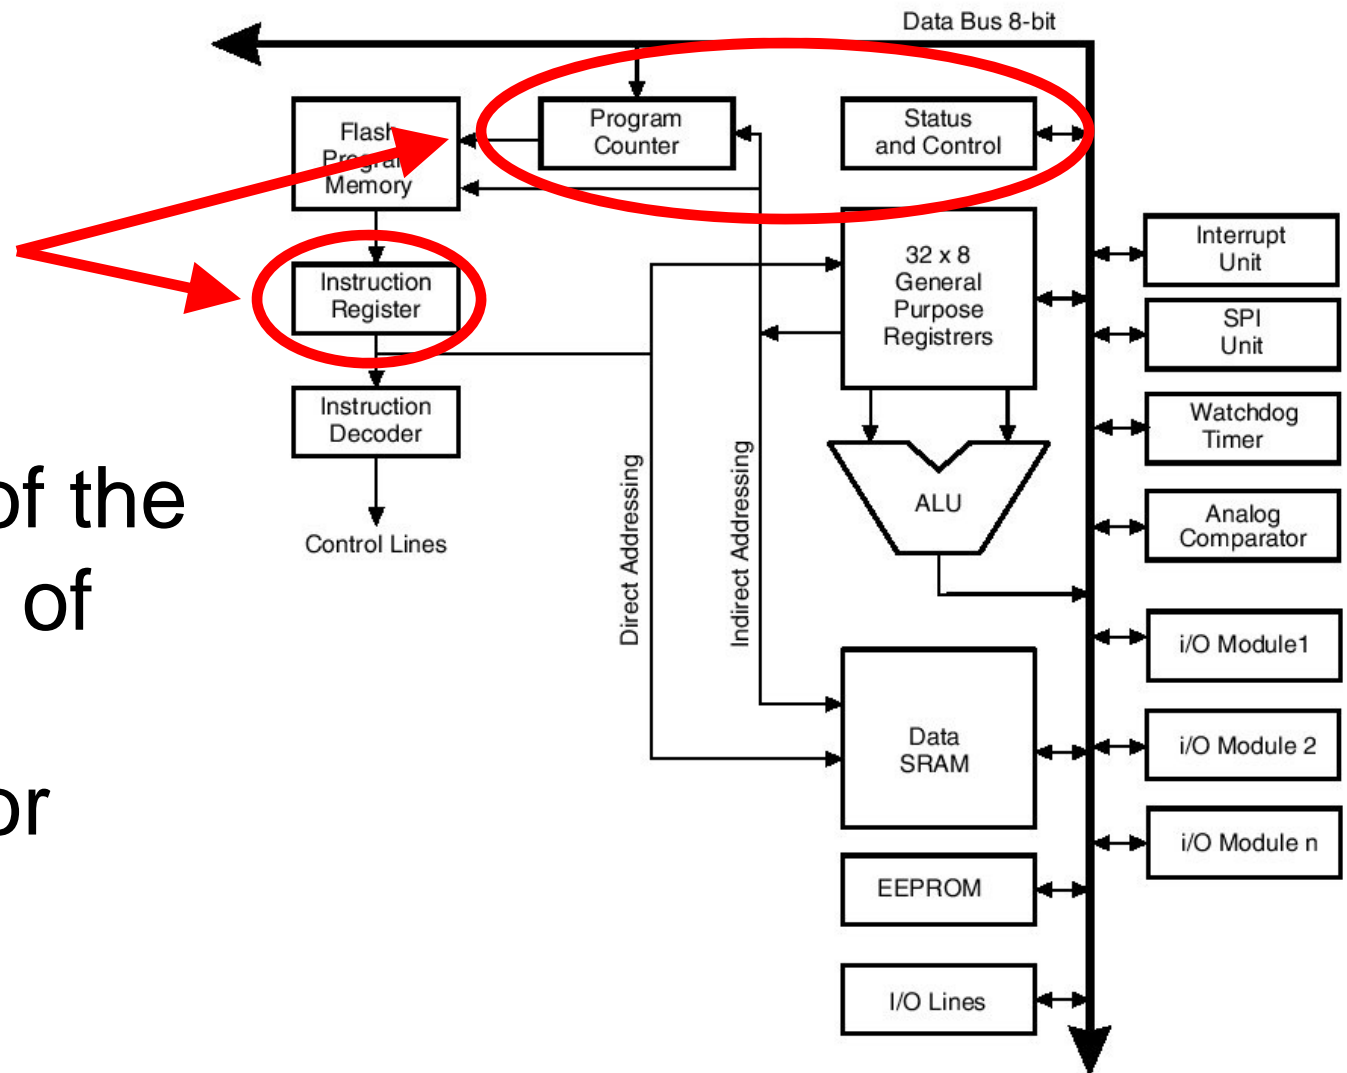 Data Bus 8-bit
Flash
Program
Memory
Program
Counter
Status
and Control
Instruction
Register
32 x 8
General
Purpose
Registrers
Interrupt
Unit
SPI
Unit
Instruction
Decoder
Watchdog
Timer
of the
ALU
Analog
Comparator
Control Lines
Direct Addressing
Indirect Addressing
of
i/O Module1
Data
SRAM
i/O Module 2
or
i/O Module n
EEPROM
I/O Lines